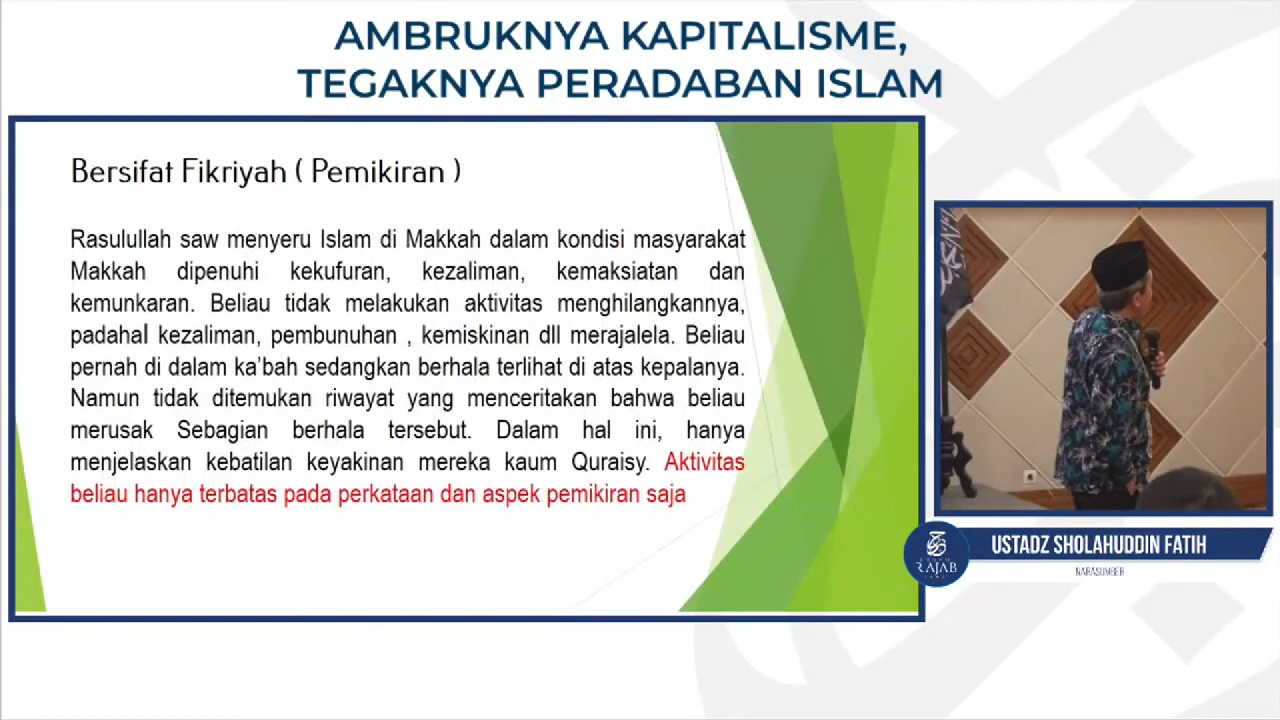 AMBRUKNYA KAPITALISME,
TEGAKNYA PERADABAN ISLAM
Bersifat Fikriyah ( Pemikiran )
Rasulullah saw menyeru Islam di Makkah dalam kondisi masyarakat
Makkah dipenuhi kekufuran, kezaliman, kemaksiatan dan
kemunkaran. Beliau tidak melakukan aktivitas menghilangkannya,
padahal kezaliman, pembunuhan , kemiskinan dll merajalela. Beliau
pernah di dalam ka’bah sedangkan berhala terlihat di atas kepalanya.
Namun tidak ditemukan riwayat yang menceritakan bahwa beliau
merusak Sebagian berhala tersebut. Dalam hal ini, hanya
menjelaskan kebatilan keyakinan mereka kaum Quraisy. Aktivitas
beliau hanya terbatas pada perkataan dan aspek pemikiran saja
RAJAB
USTADZ SHOLAHUDDIN FATIH
NARASUMBER